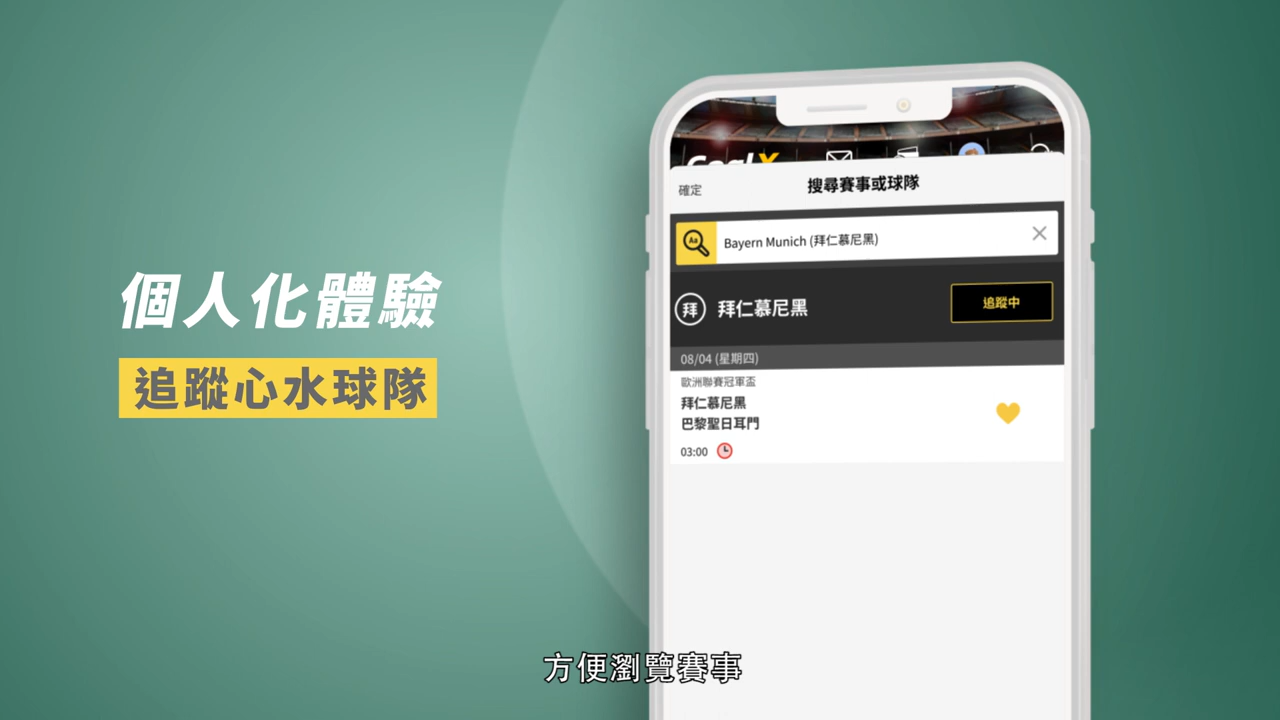 個人化體驗
追蹤心水球隊
GoalX
確定
搜尋賽事或球隊
Aa
Bayern Munich (拜仁慕尼黑)
拜
拜仁慕尼黑
追蹤中
08/04 (星期四)
歐洲聯賽冠軍盃
拜仁慕尼黑
巴黎聖日耳門
03:00
方便瀏覽賽事